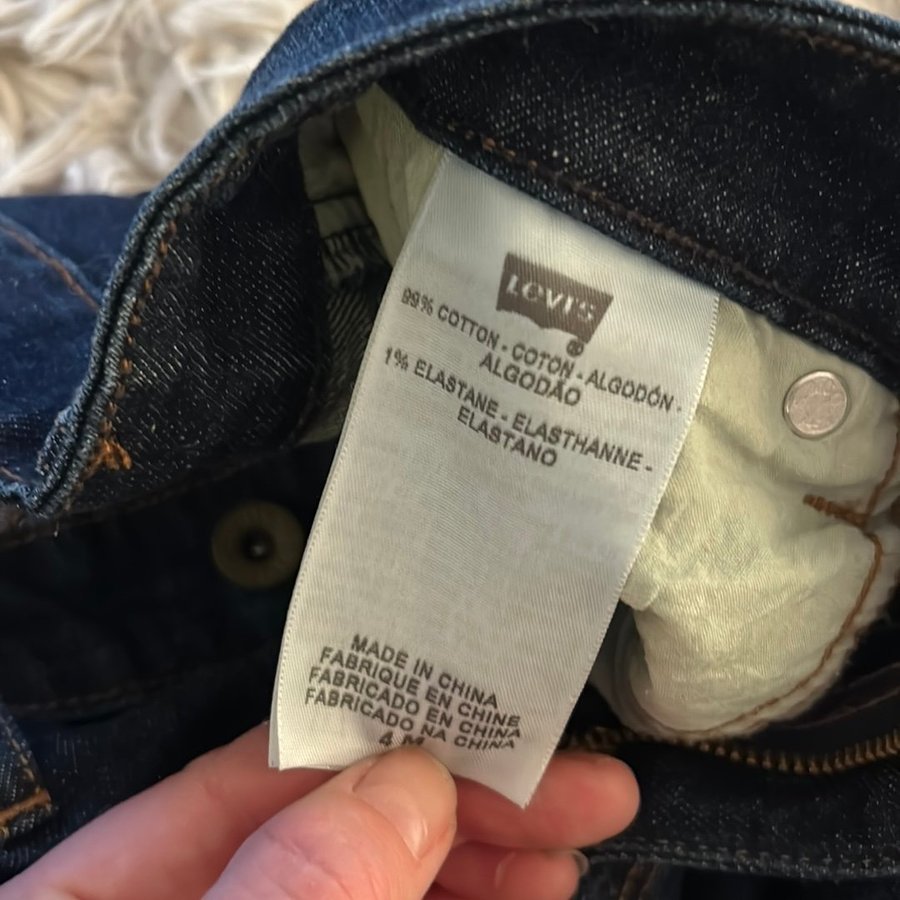 LEVI'S
®
99% COTTON - COTON - ALGODÓN -
ALGODÃO
1% ELASTANE - ELASTHANNE -
ELASTANO
MADE IN CHINA
FABRIQUE EN CHINE
FABRICADO EN CHINA
FABRICADO NA CHINA
4 M